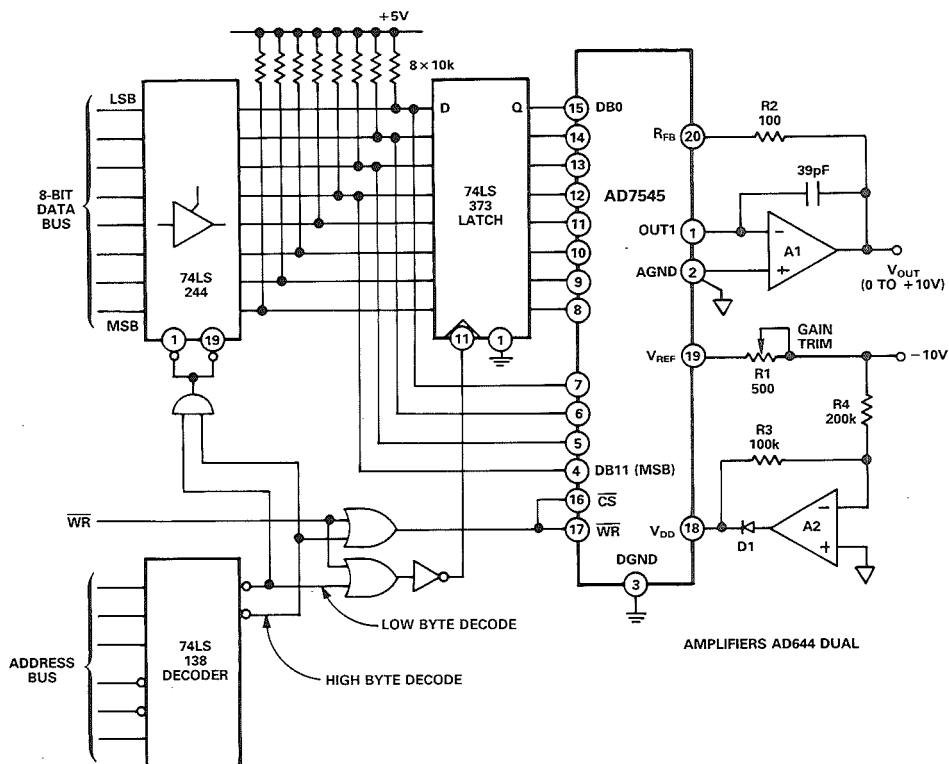 +5V
8 × 10k
LSB
8-BIT
DATA
BUS
MSB
74LS
244
1
19
D
Q
74LS
373
LATCH
11
1
15
DB0
14
13
12
11
10
9
8
7
6
5
4
DB11 (MSB)
16
CS
17
WR
AD7545
R_FB
20
OUT1
1
AGND
2
V_REF
19
V_DD
18
DGND
3
R2
100
39pF
A1
V_OUT
(0 TO +10V)
GAIN
TRIM
R1
500
−10V
R4
200k
R3
100k
A2
D1
WR
ADDRESS
BUS
74LS
138
DECODER
LOW BYTE DECODE
HIGH BYTE DECODE
AMPLIFIERS AD644 DUAL